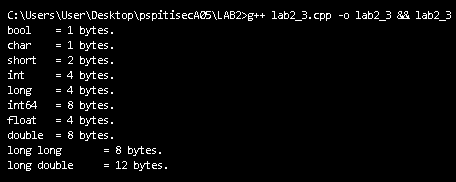 C:\Users\User\Desktop\pspitisecA05\LAB2>g++ lab2_3.cpp -o lab2_3 && lab2_3
bool    = 1 bytes.
char    = 1 bytes.
short   = 2 bytes.
int     = 4 bytes.
long    = 4 bytes.
int64   = 8 bytes.
float   = 4 bytes.
double  = 8 bytes.
long long       = 8 bytes.
long double     = 12 bytes.